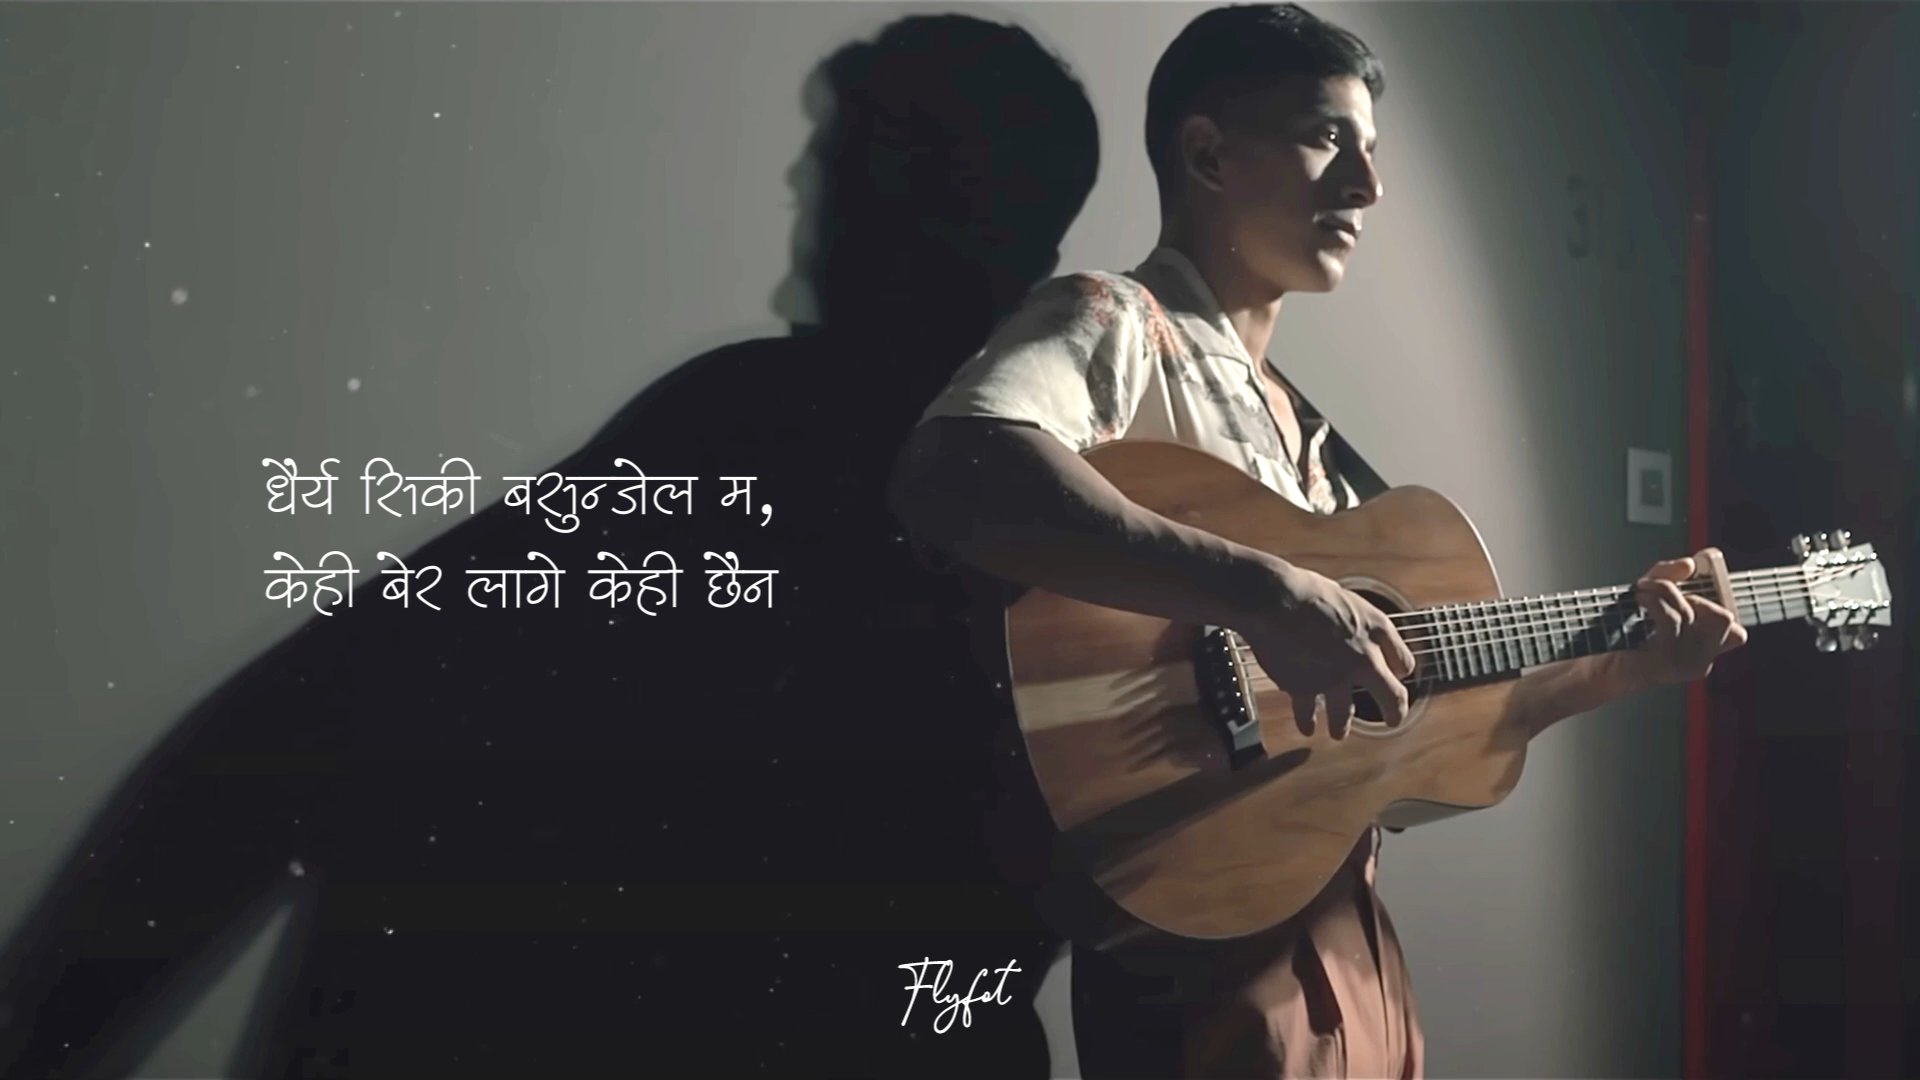 धैर्य सिकी बसुन्जेल म,
केही बेर लागे केही छैन
Flyfot